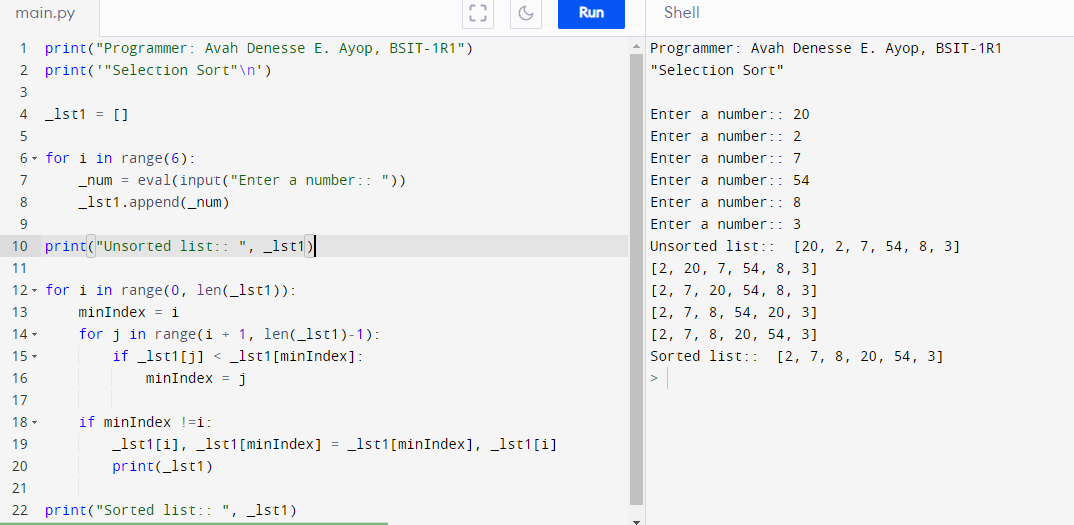 main.py
Run
Shell
1 print("Programmer: Avah Denesse E. Ayop, BSIT-1R1")
2 print('"Selection Sort"\n')
3
4 _lst1 = []
5
6 for i in range(6):
7 _num = eval(input("Enter a number:: "))
8 _lst1.append(_num)
9
10 print("Unsorted list:: ", _lst1)
11
12 for i in range(0, len(_lst1)):
13 minIndex = i
14 for j in range(i + 1, len(_lst1)-1):
15 if _lst1[j] < _lst1[minIndex]:
16 minIndex = j
17
18 if minIndex !=i:
19 _lst1[i], _lst1[minIndex] = _lst1[minIndex], _lst1[i]
20 print(_lst1)
21
22 print("Sorted list:: ", _lst1)
Programmer: Avah Denesse E. Ayop, BSIT-1R1
"Selection Sort"
Enter a number:: 20
Enter a number:: 2
Enter a number:: 7
Enter a number:: 54
Enter a number:: 8
Enter a number:: 3
Unsorted list::  [20, 2, 7, 54, 8, 3]
[2, 20, 7, 54, 8, 3]
[2, 7, 20, 54, 8, 3]
[2, 7, 8, 54, 20, 3]
[2, 7, 8, 20, 54, 3]
Sorted list::  [2, 7, 8, 20, 54, 3]
>